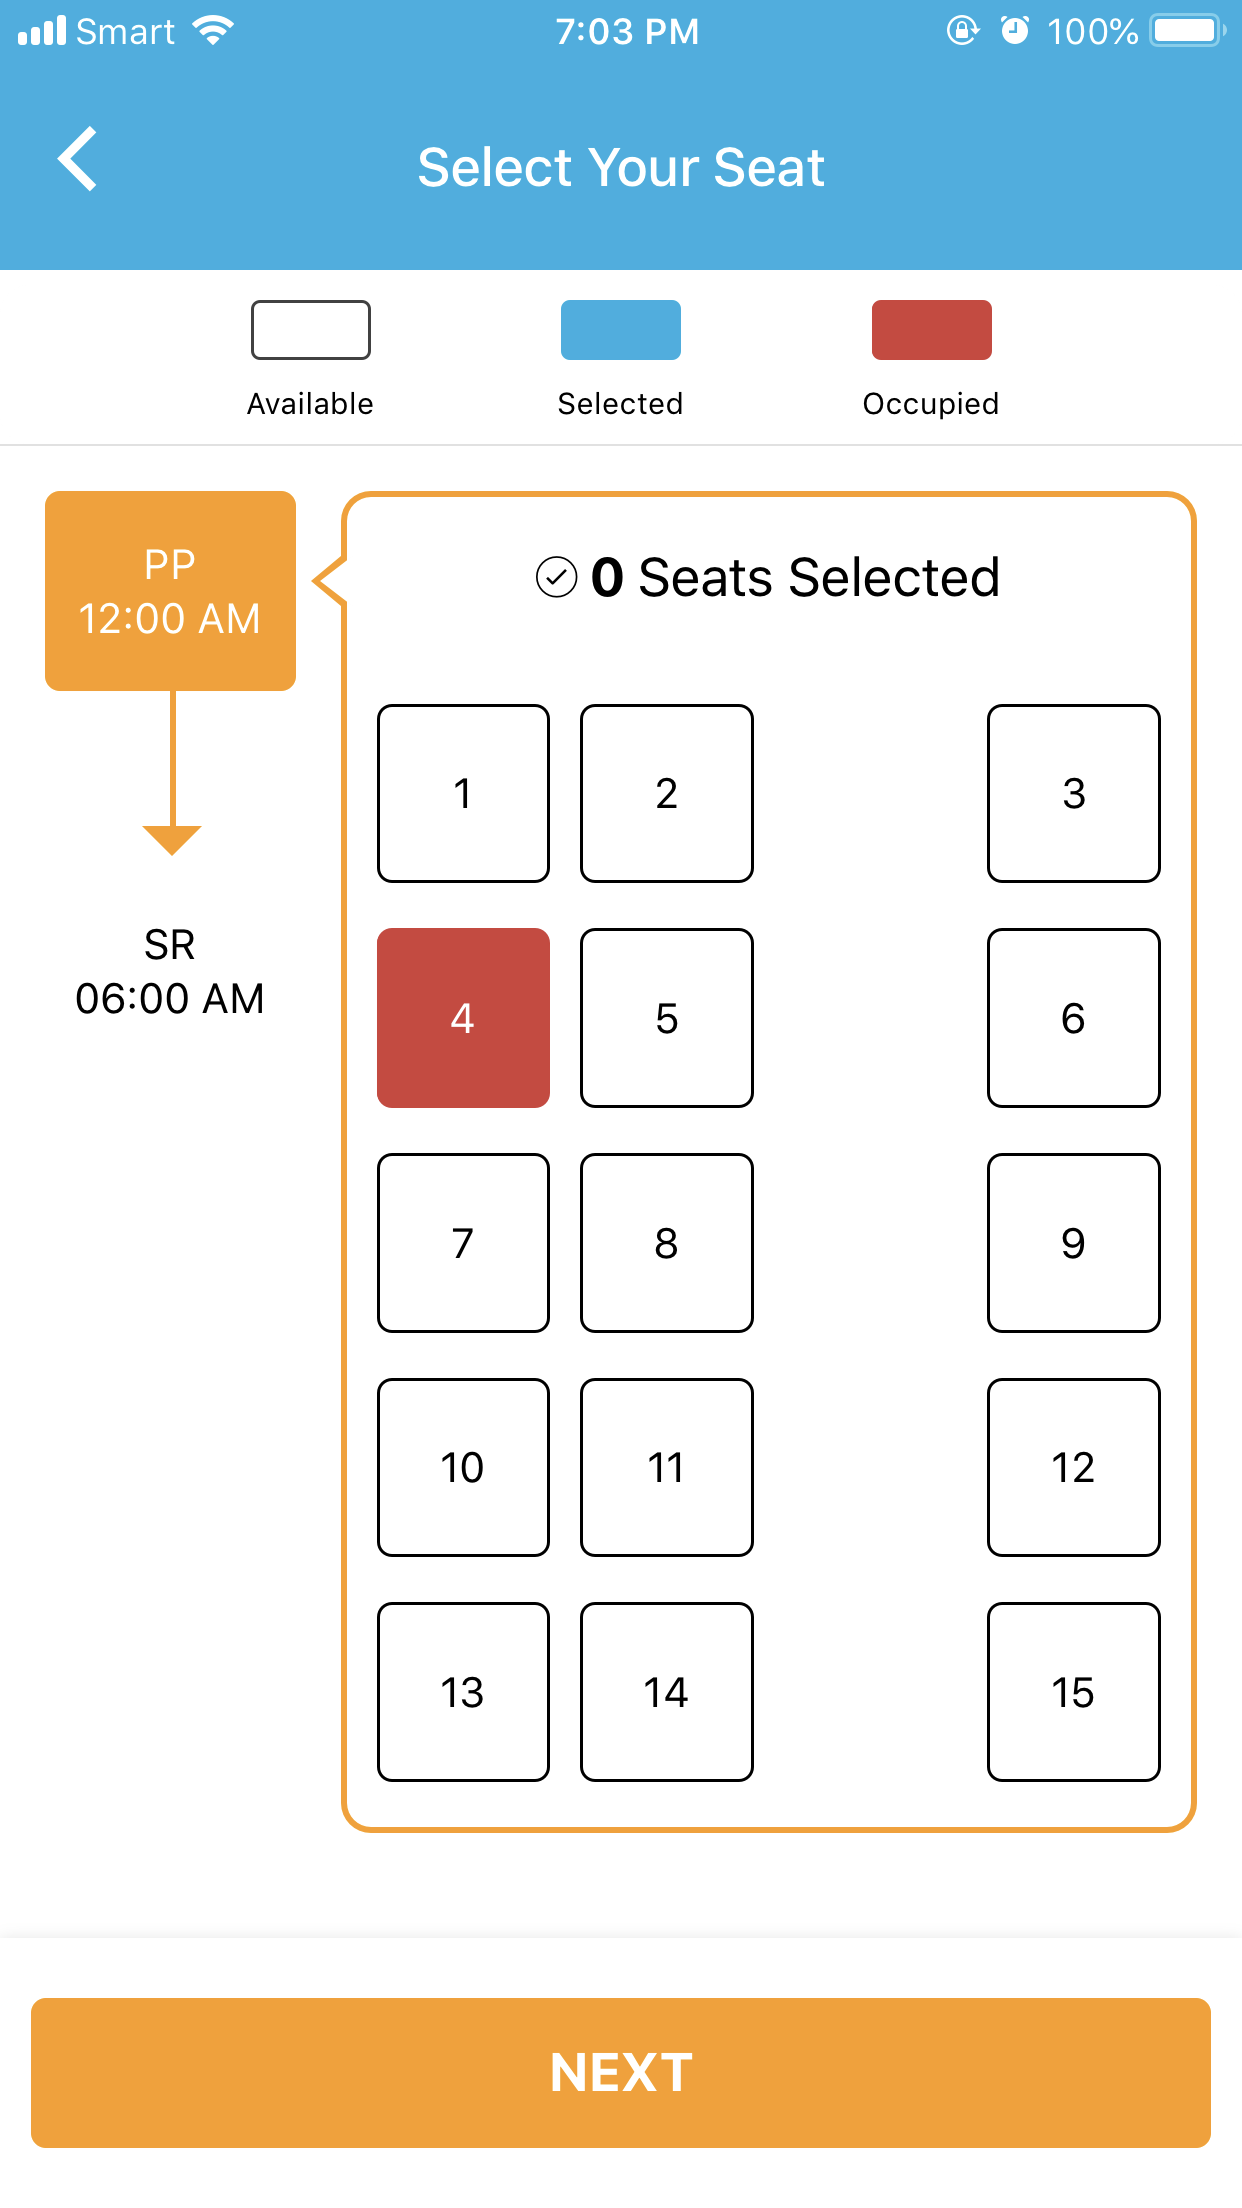 Smart 7:03 PM 100%
Select Your Seat
Available Selected Occupied
PP
12:00 AM
SR
06:00 AM
0 Seats Selected
1 2 3
4 5 6
7 8 9
10 11 12
13 14 15
NEXT